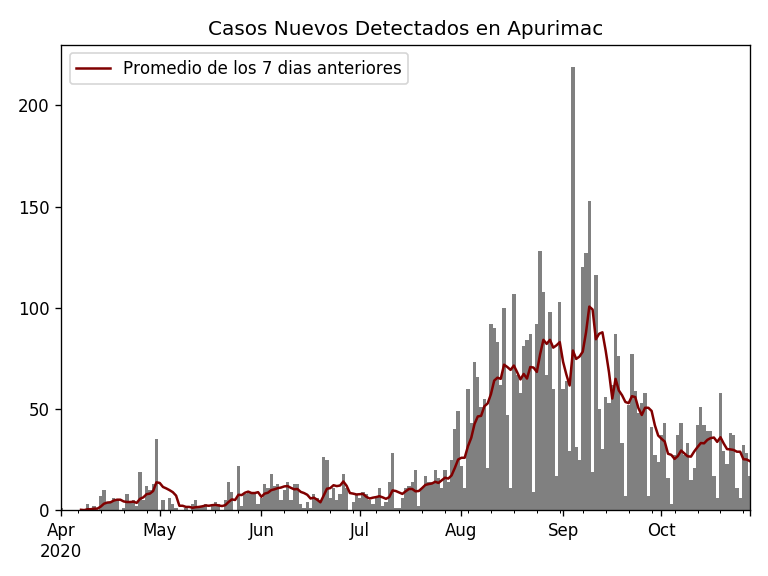 Casos Nuevos Detectados en Apurimac
Promedio de los 7 dias anteriores
200
150
100
50
0
Apr May Jun Jul Aug Sep Oct
2020